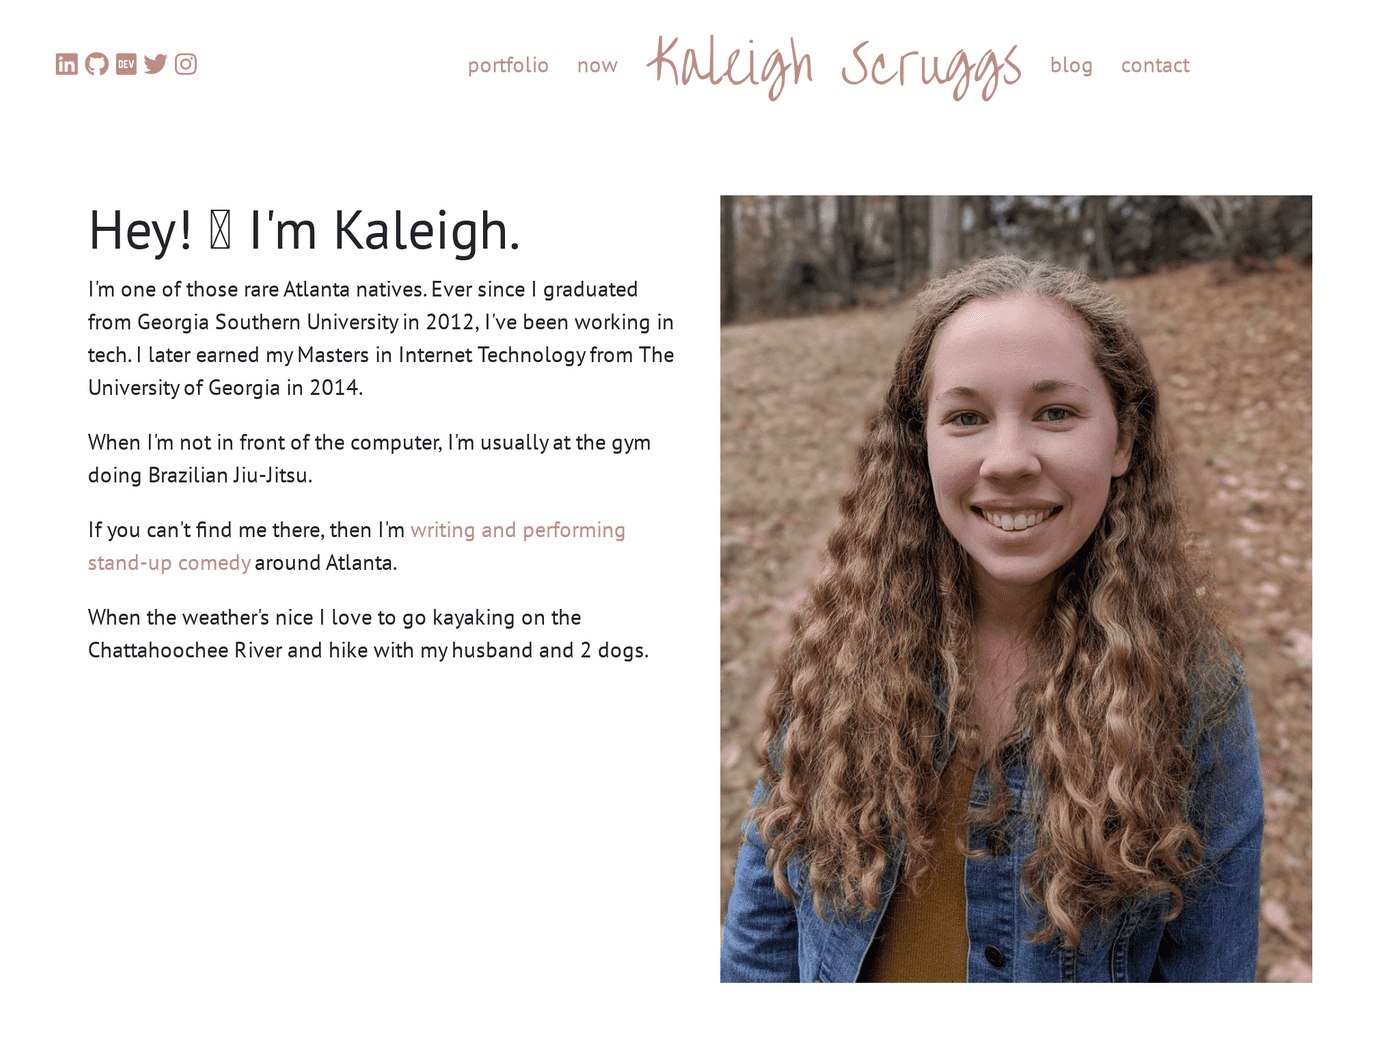 DEV
portfolio now Kaleigh Scruggs blog contact
Hey! I'm Kaleigh.
I'm one of those rare Atlanta natives. Ever since I graduated
from Georgia Southern University in 2012, I've been working in
tech. I later earned my Masters in Internet Technology from The
University of Georgia in 2014.
When I'm not in front of the computer, I'm usually at the gym
doing Brazilian Jiu-Jitsu.
If you can't find me there, then I'm writing and performing
stand-up comedy around Atlanta.
When the weather's nice I love to go kayaking on the
Chattahoochee River and hike with my husband and 2 dogs.